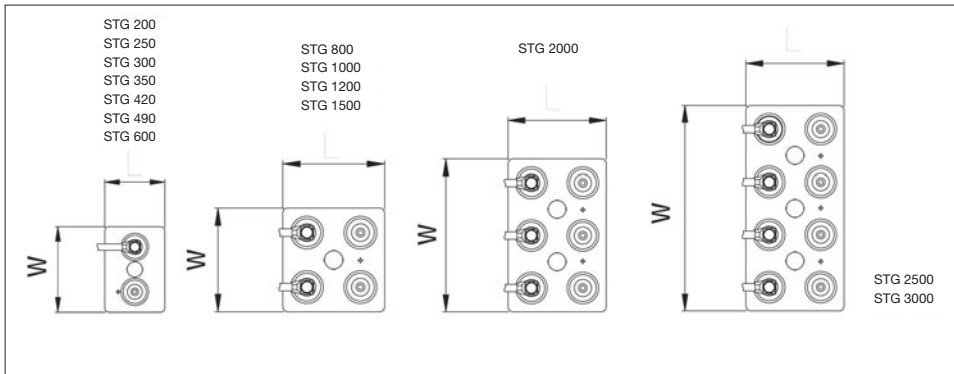 STG 200
STG 250
STG 300
STG 350
STG 420
STG 490
STG 600
L
W
STG 800
STG 1000
STG 1200
STG 1500
L
W
STG 2000
L
W
L
W
STG 2500
STG 3000